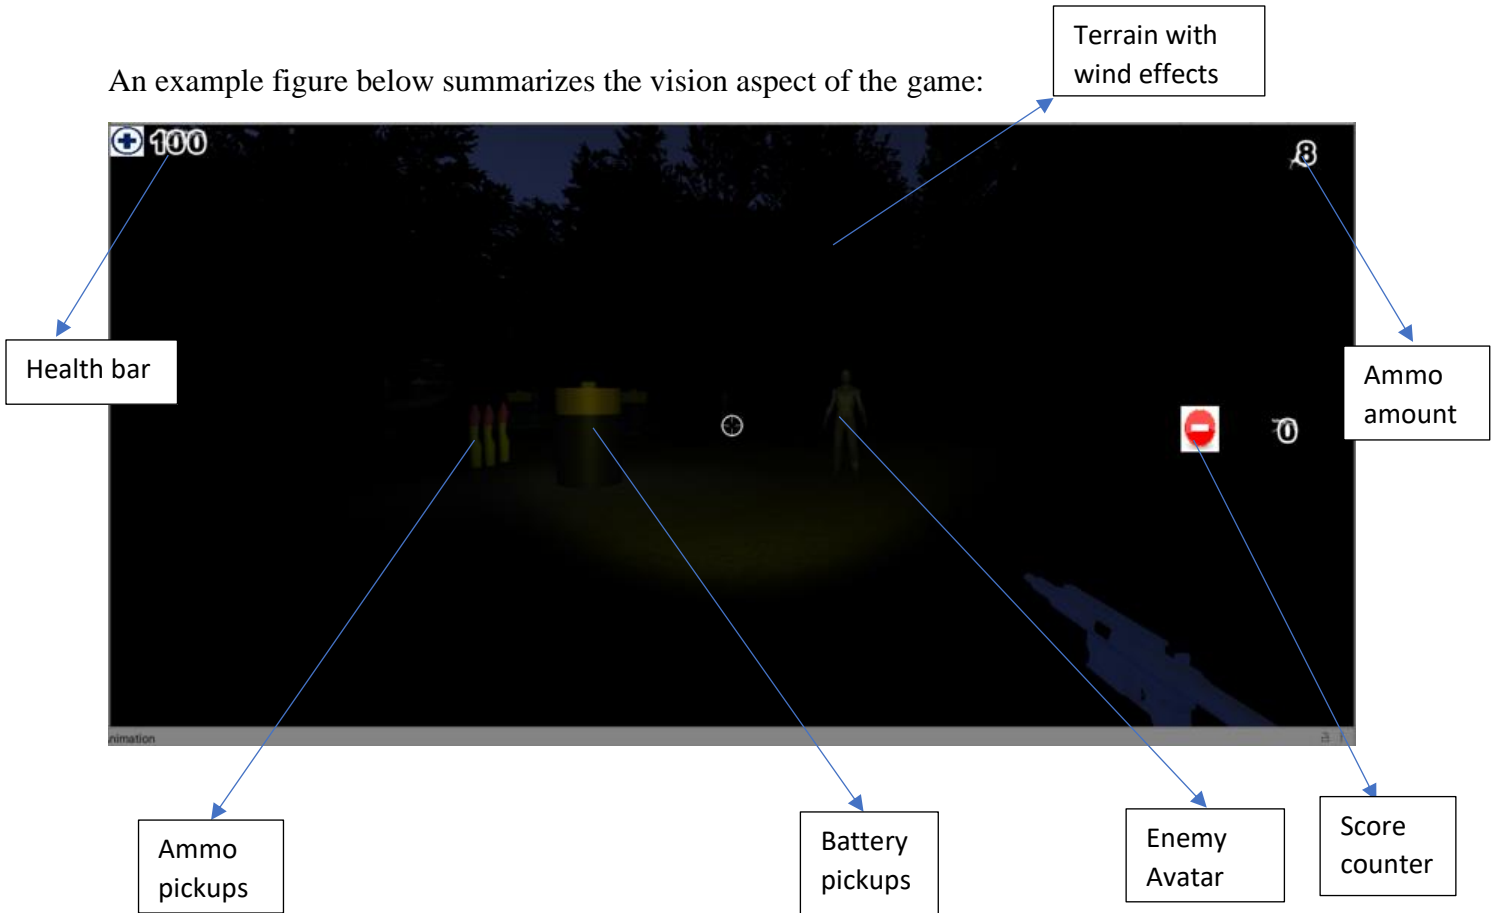 Terrain with
wind effects
An example figure below summarizes the vision aspect of the game:
100
8
Health bar
Ammo
amount
0
nimation
Ammo
pickups
Battery
pickups
Enemy
Avatar
Score
counter